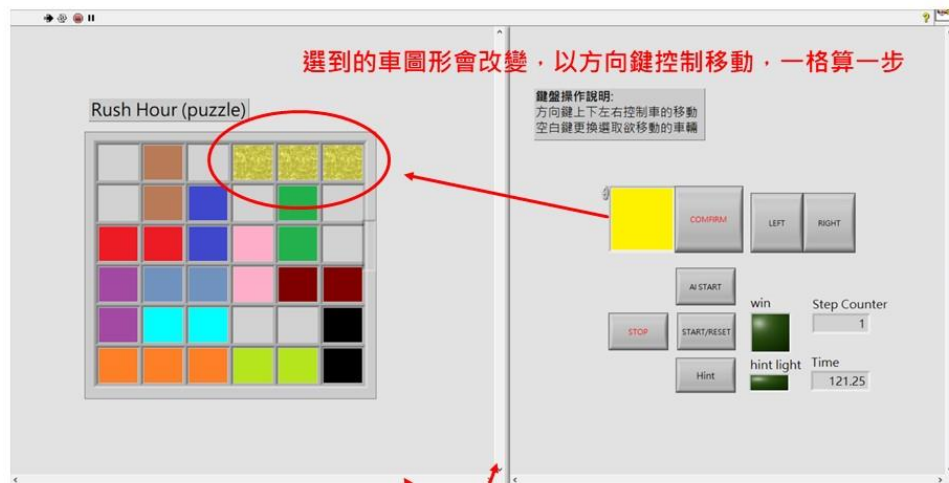 選到的車圖形會改變，以方向鍵控制移動，一格算一步
Rush Hour (puzzle)
鍵盤操作說明:
方向鍵上下左右控制車的移動
空白鍵更換選取欲移動的車輛
COMFIRM
LEFT
RIGHT
AI START
win
Step Counter
1
STOP
START/RESET
hint light
Time
Hint
121.25